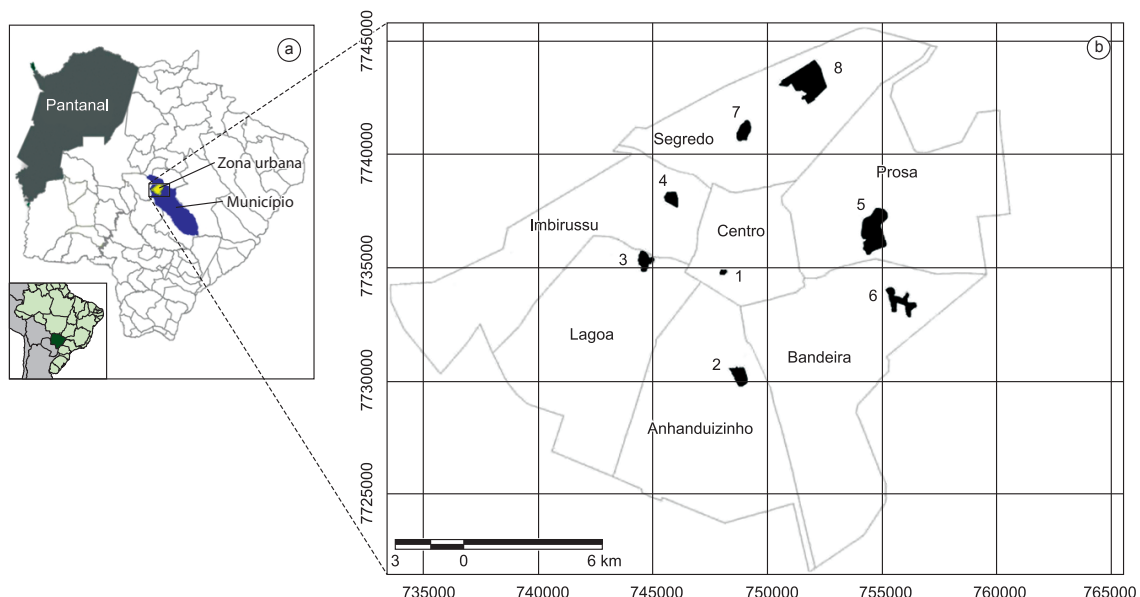 a
Pantanal
Zona urbana
Município
b
7745000
7740000
7735000
7730000
7725000
8
7
Segredo
Prosa
4
5
Imbirussu
Centro
3
1
6
Lagoa
Bandeira
2
Anhanduizinho
3 0 6 km
735000 740000 745000 750000 755000 760000 765000